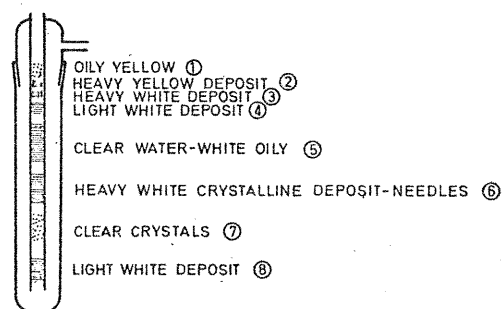 OILY YELLOW ①
HEAVY YELLOW DEPOSIT ②
HEAVY WHITE DEPOSIT ③
LIGHT WHITE DEPOSIT ④
CLEAR WATER-WHITE OILY ⑤
HEAVY WHITE CRYSTALLINE DEPOSIT-NEEDLES ⑥
CLEAR CRYSTALS ⑦
LIGHT WHITE DEPOSIT ⑧